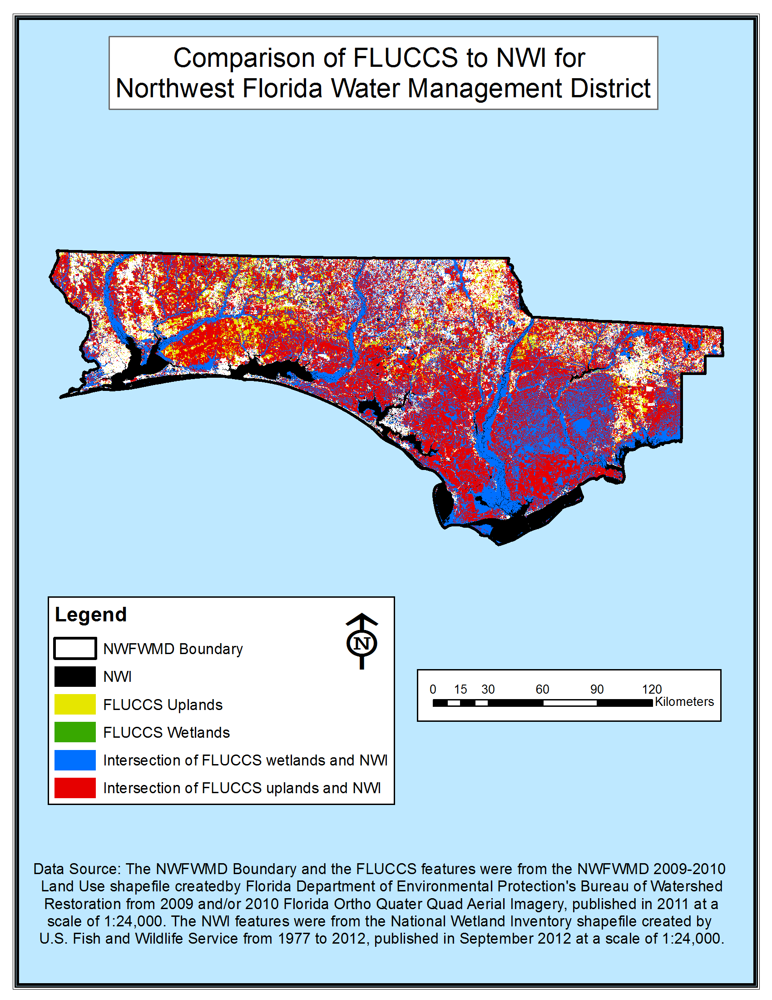 Comparison of FLUCCS to NWI for
Northwest Florida Water Management District
Legend
N
NWFWMD Boundary
NWI
FLUCCS Uplands
FLUCCS Wetlands
Intersection of FLUCCS wetlands and NWI
Intersection of FLUCCS uplands and NWI
0 15 30 60 90 120
Kilometers
Data Source: The NWFWMD Boundary and the FLUCCS features were from the NWFWMD 2009-2010
Land Use shapefile createdby Florida Department of Environmental Protection's Bureau of Watershed
Restoration from 2009 and/or 2010 Florida Ortho Quater Quad Aerial Imagery, published in 2011 at a
scale of 1:24,000. The NWI features were from the National Wetland Inventory shapefile created by
U.S. Fish and Wildlife Service from 1977 to 2012, published in September 2012 at a scale of 1:24,000.